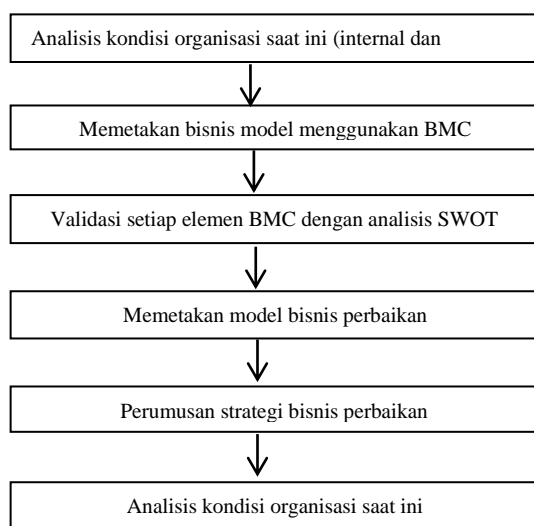 Analisis kondisi organisasi saat ini (internal dan
Memetakan bisnis model menggunakan BMC
Validasi setiap elemen BMC dengan analisis SWOT
Memetakan model bisnis perbaikan
Perumusan strategi bisnis perbaikan
Analisis kondisi organisasi saat ini